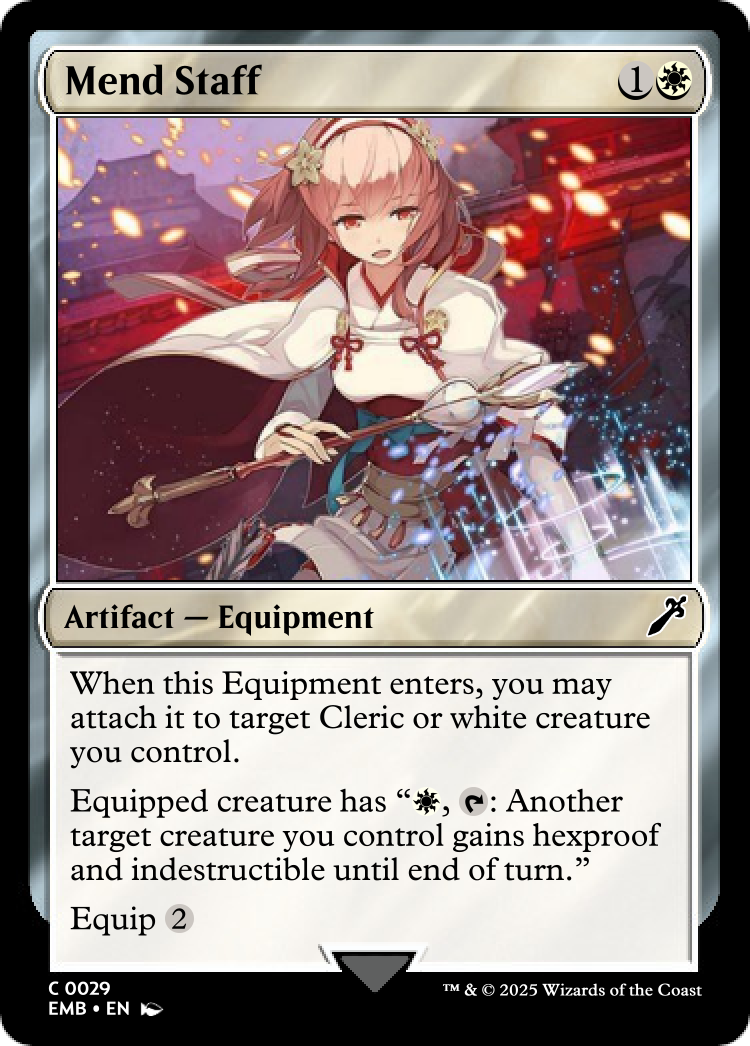 Mend Staff 1
Artifact — Equipment
When this Equipment enters, you may
attach it to target Cleric or white creature
you control.
Equipped creature has “ , : Another
target creature you control gains hexproof
and indestructible until end of turn.”
Equip 2
C 0029
EMB • EN
™ & © 2025 Wizards of the Coast